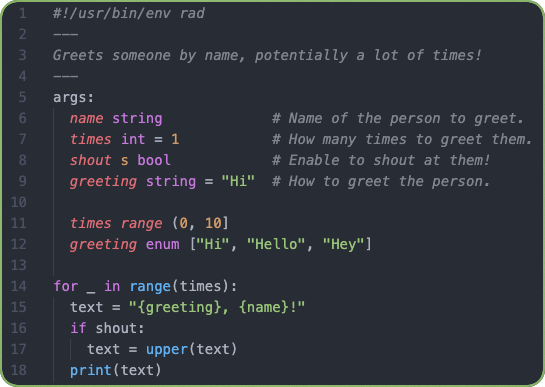 1 #!/usr/bin/env rad
2 ---
3 Greets someone by name, potentially a lot of times!
4 ---
5 args:
6   name string             # Name of the person to greet.
7   times int = 1           # How many times to greet them.
8   shout s bool            # Enable to shout at them!
9   greeting string = "Hi"  # How to greet the person.
10
11   times range (0, 10]
12   greeting enum ["Hi", "Hello", "Hey"]
13
14 for _ in range(times):
15   text = "{greeting}, {name}!"
16   if shout:
17     text = upper(text)
18   print(text)